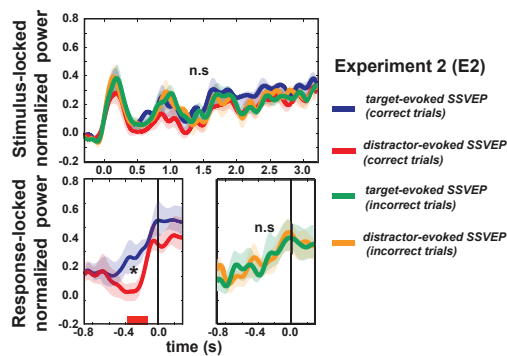 Experiment 2 (E2)
target-evoked SSVEP
(correct trials)
distractor-evoked SSVEP
(correct trials)
target-evoked SSVEP
(incorrect trials)
distractor-evoked SSVEP
(incorrect trials)
Stimulus-locked
normalized power
0.8
0.6
0.4
0.2
0.0
-0.2
n.s
0.0 0.5 1.0 1.5 2.0 2.5 3.0
Response-locked
normalized power
0.8
0.6
0.4
0.2
0.0
-0.2
*
n.s
-0.8 -0.4 0.0
-0.8 -0.4 0.0
time (s)